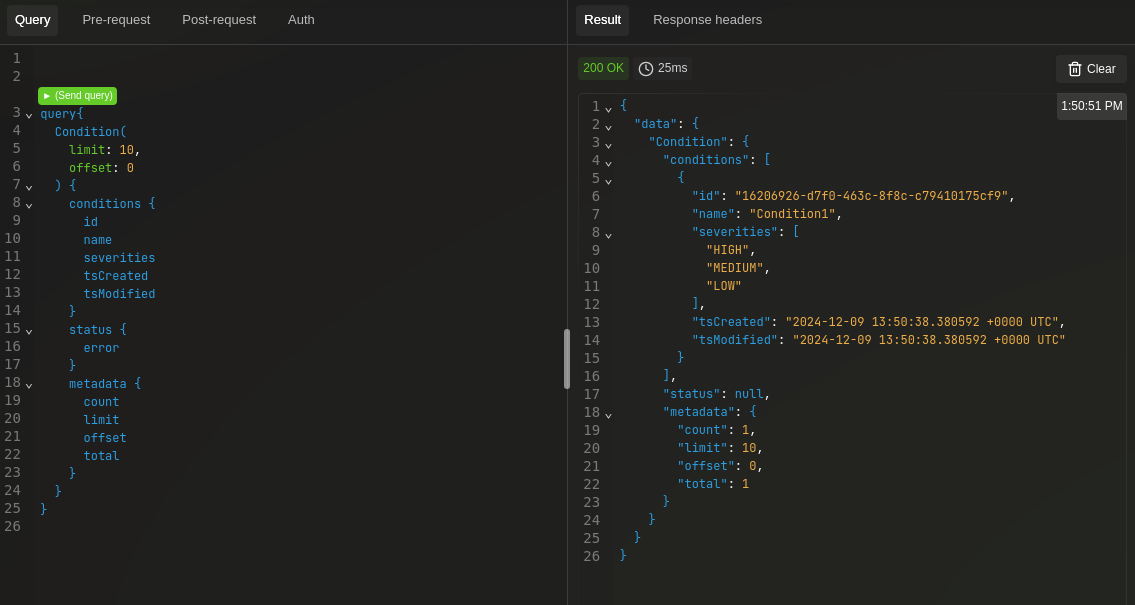 Query Pre-request Post-request Auth
1
2
► (Send query)
3 query{
4   Condition(
5     limit: 10,
6     offset: 0
7   ) {
8     conditions {
9       id
10       name
11       severities
12       tsCreated
13       tsModified
14     }
15     status {
16       error
17     }
18     metadata {
19       count
20       limit
21       offset
22       total
23     }
24   }
25 }
26
Result Response headers
200 OK 25ms Clear
1:50:51 PM
1 {
2   "data": {
3     "Condition": {
4       "conditions": [
5         {
6           "id": "16206926-d7f0-463c-8f8c-c79410175cf9",
7           "name": "Condition1",
8           "severities": [
9             "HIGH",
10             "MEDIUM",
11             "LOW"
12           ],
13           "tsCreated": "2024-12-09 13:50:38.380592 +0000 UTC",
14           "tsModified": "2024-12-09 13:50:38.380592 +0000 UTC"
15         }
16       ],
17       "status": null,
18       "metadata": {
19         "count": 1,
20         "limit": 10,
21         "offset": 0,
22         "total": 1
23       }
24     }
25   }
26 }